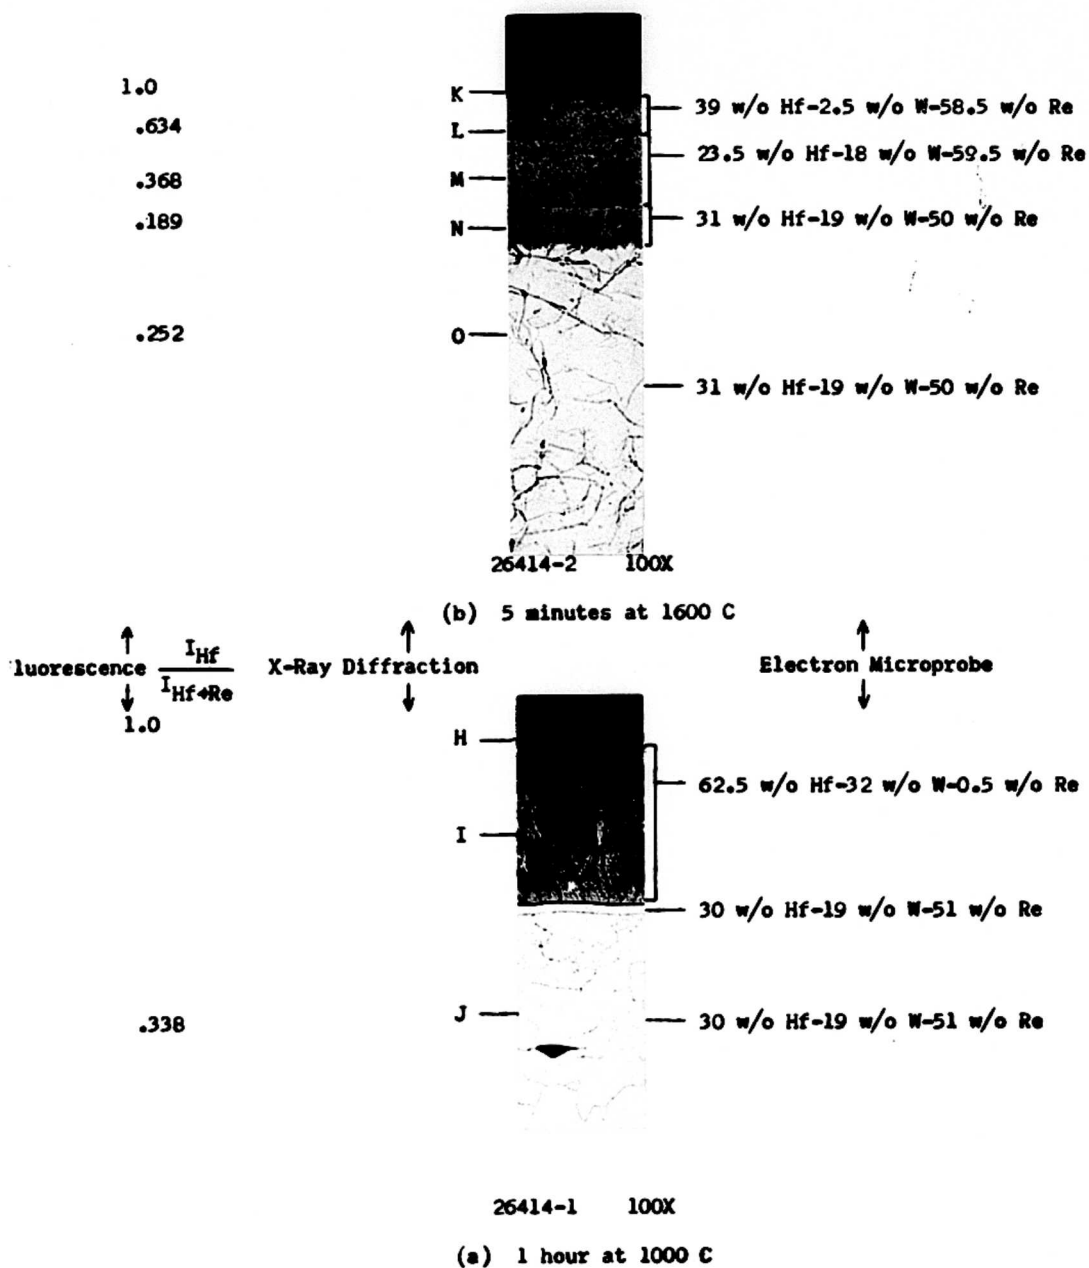 1.0
K
39 w/o Hf-2.5 w/o W-58.5 w/o Re
.634
L
23.5 w/o Hf-18 w/o W-59.5 w/o Re
.368
M
.189
N
31 w/o Hf-19 w/o W-50 w/o Re
.252
O
31 w/o Hf-19 w/o W-50 w/o Re
26414-2 100X
(b) 5 minutes at 1600 C
luorescence I_Hf / I_Hf+Re X-Ray Diffraction Electron Microprobe
1.0
H
62.5 w/o Hf-32 w/o W-0.5 w/o Re
I
30 w/o Hf-19 w/o W-51 w/o Re
.338
J
30 w/o Hf-19 w/o W-51 w/o Re
26414-1 100X
(a) 1 hour at 1000 C